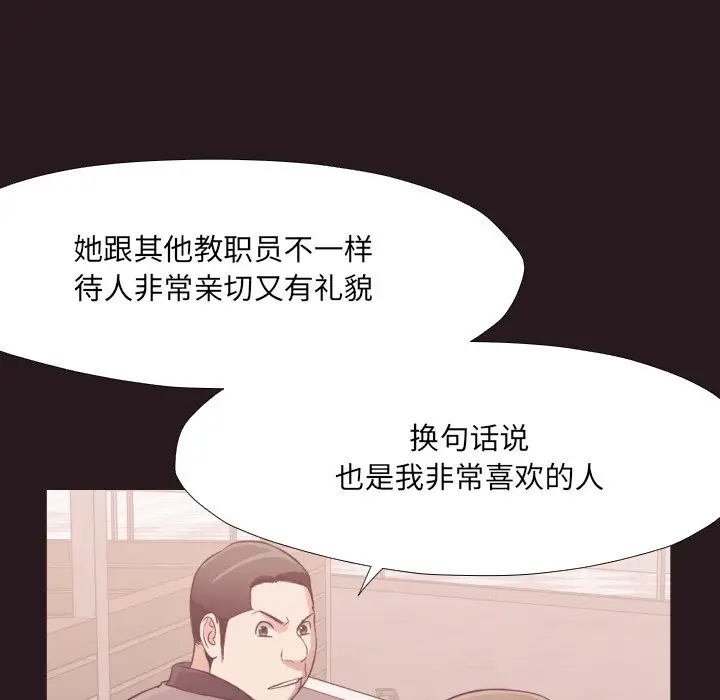 她跟其他教职员不一样
待人非常亲切又有礼貌
换句话说
也是我非常喜欢的人